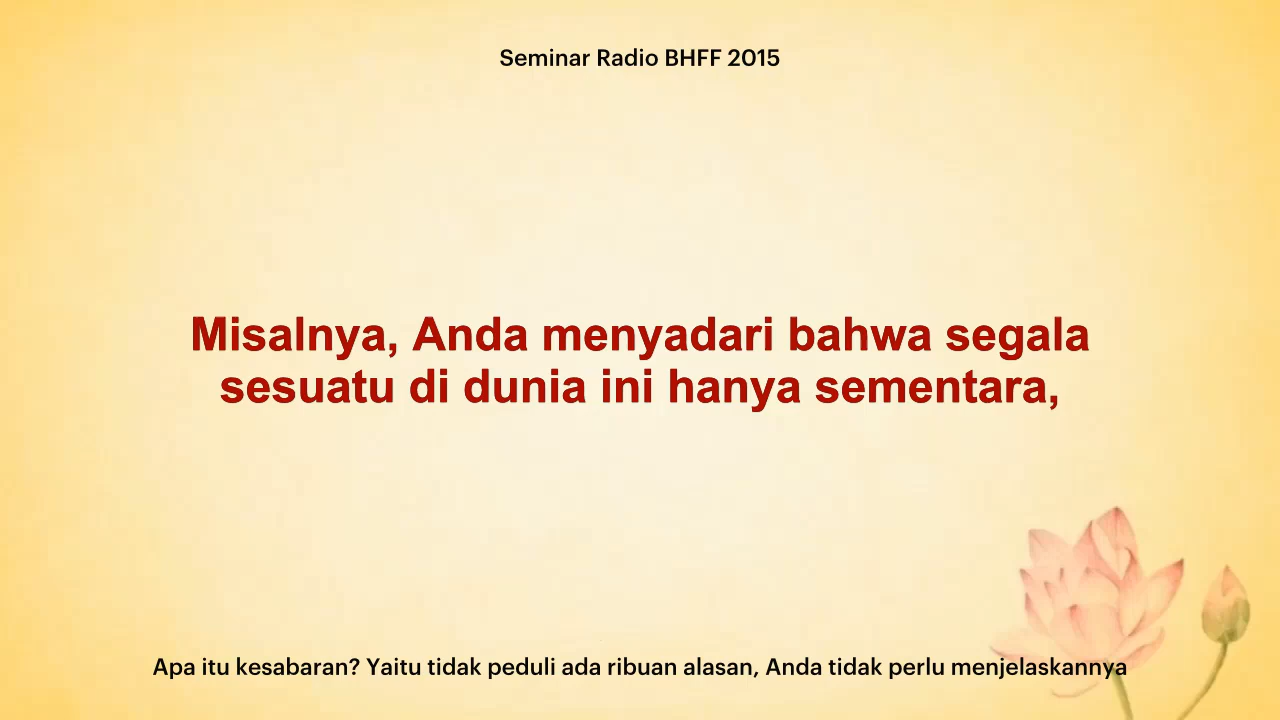 Seminar Radio BHFF 2015
Misalnya, Anda menyadari bahwa segala
sesuatu di dunia ini hanya sementara,
Apa itu kesabaran? Yaitu tidak peduli ada ribuan alasan, Anda tidak perlu menjelaskannya